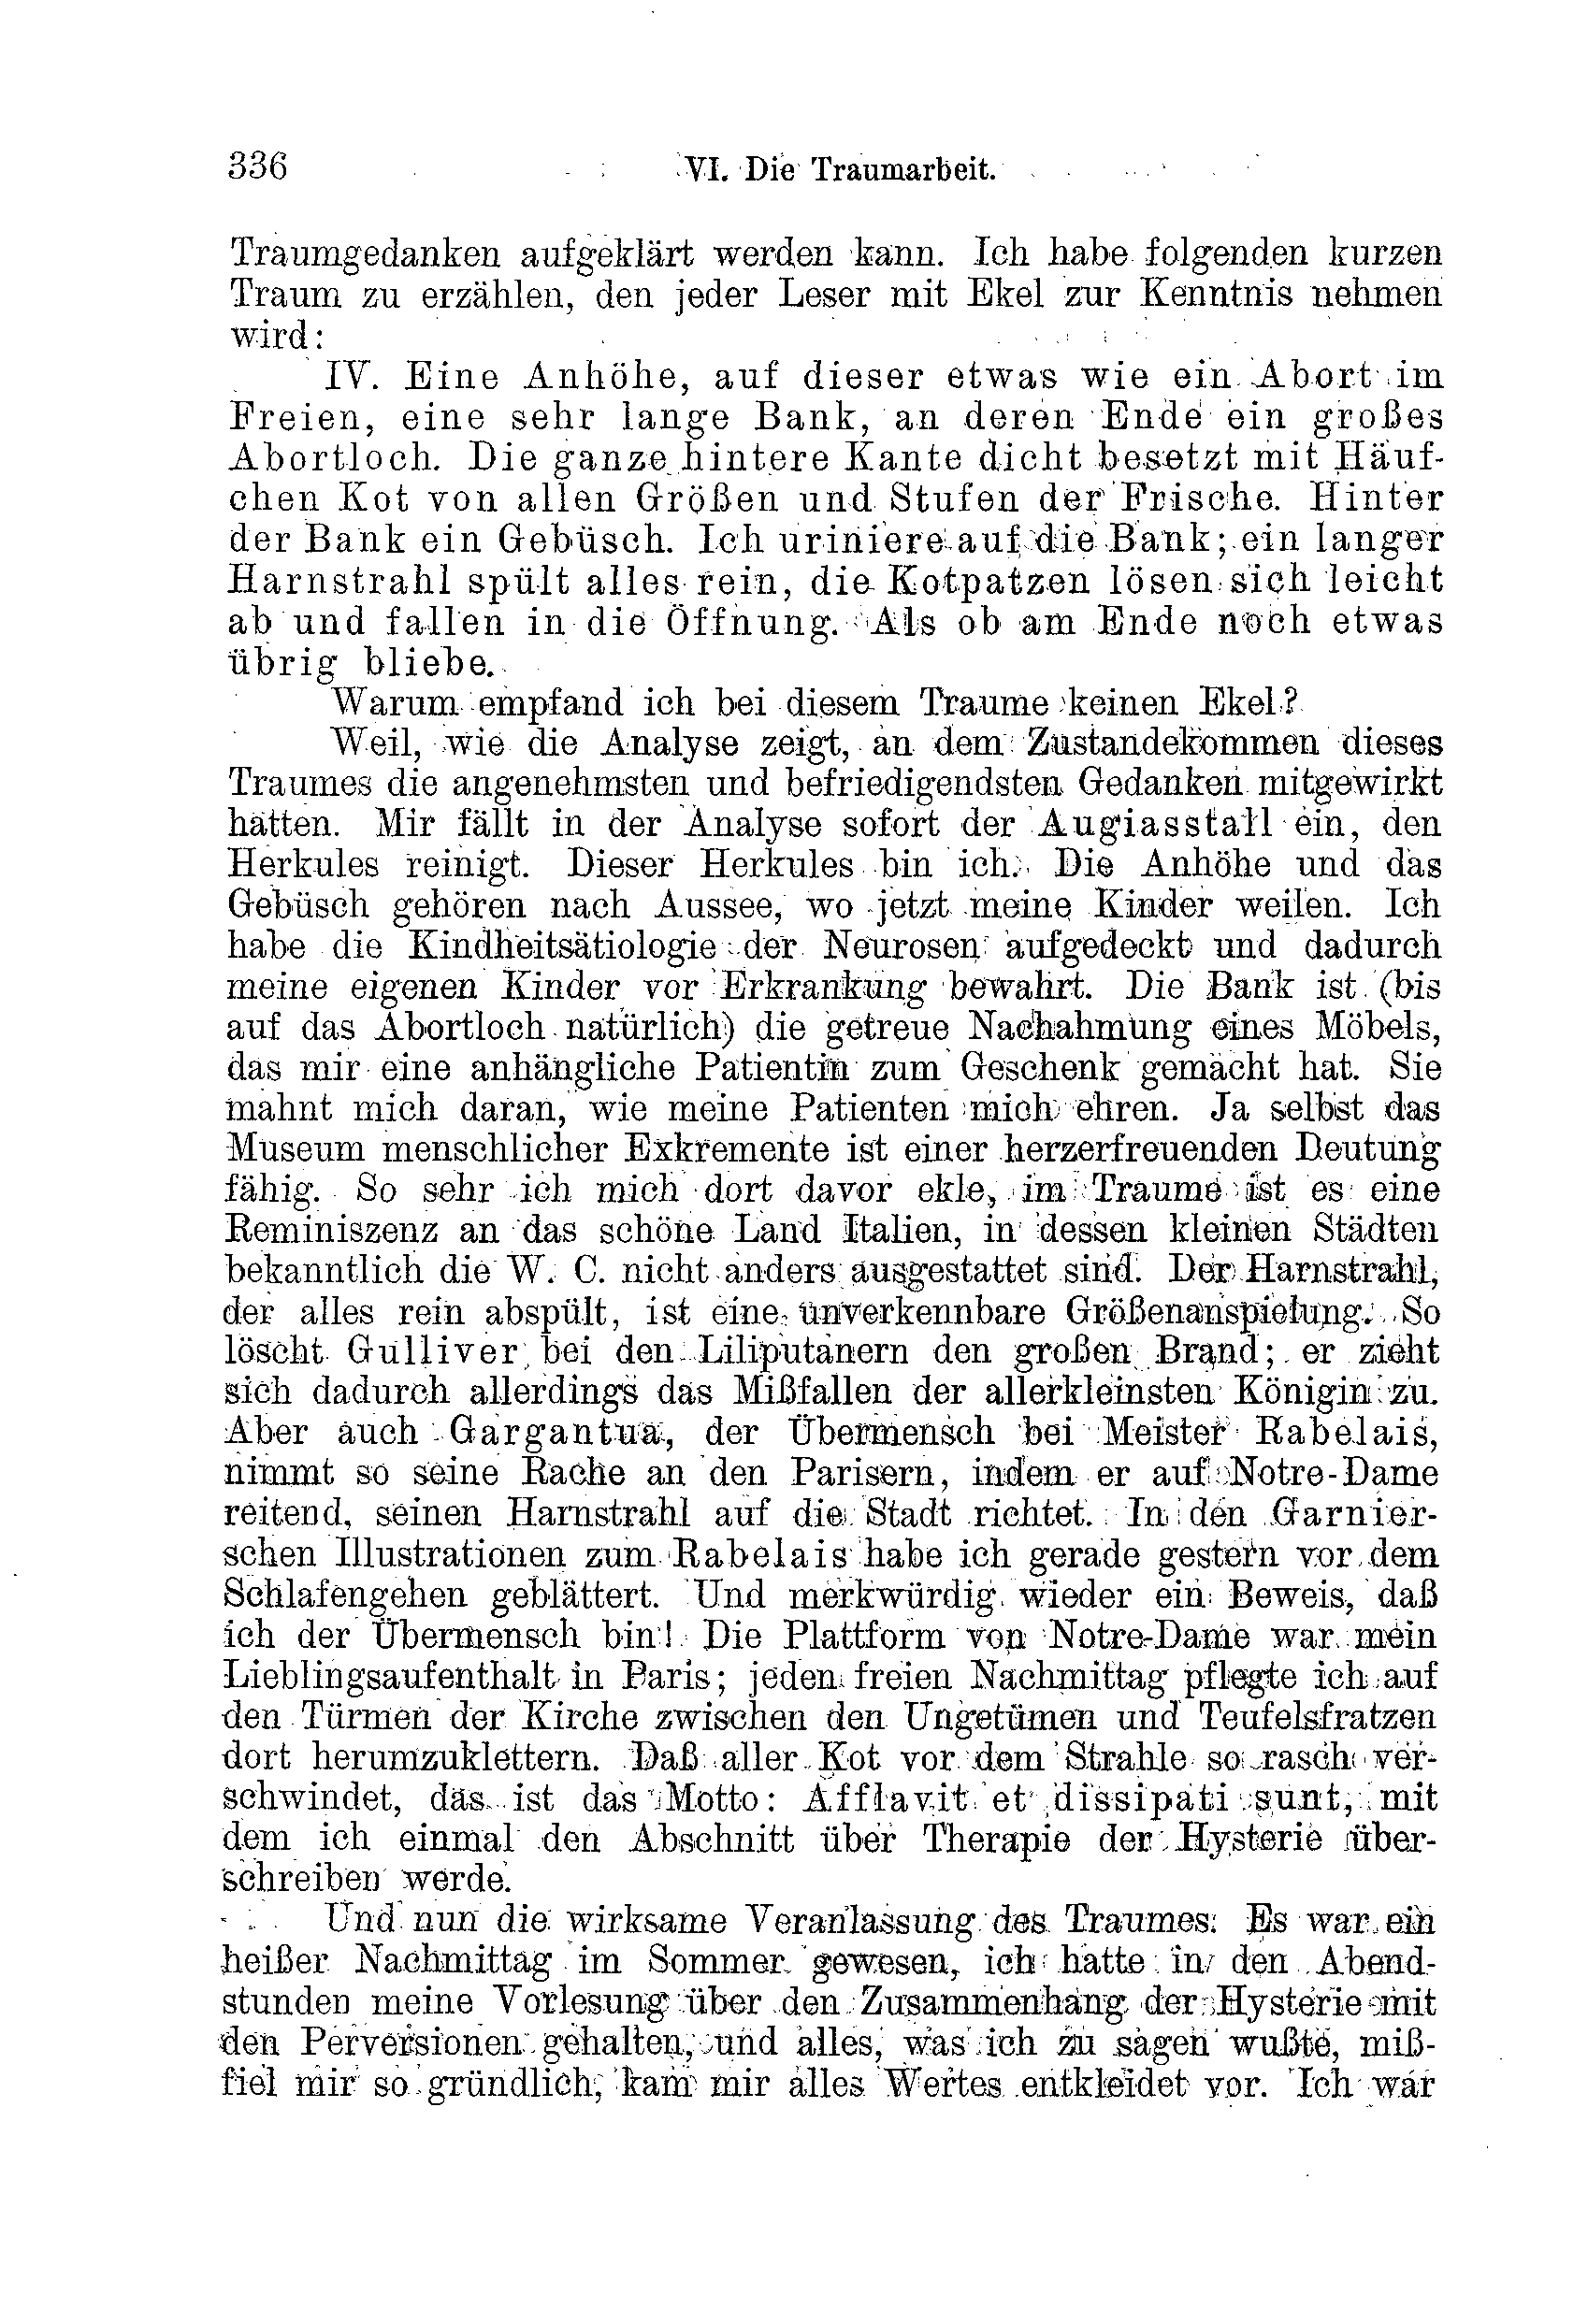 336 VI. Die Traumarbeit.
Traumgedanken aufgeklärt werden kann. Ich habe folgenden kurzen
Traum zu erzählen, den jeder Leser mit Ekel zur Kenntnis nehmen
wird:
IV. Eine Anhöhe, auf dieser etwas wie ein Abort im
Freien, eine sehr lange Bank, an deren Ende ein großes
Abortloch. Die ganze hintere Kante dicht besetzt mit Häuf-
chen Kot von allen Größen und Stufen der Frische. Hinter
der Bank ein Gebüsch. Ich uriniere auf die Bank; ein langer
Harnstrahl spült alles rein, die Kotpatzen lösen sich leicht
ab und fallen in die Öffnung. Als ob am Ende noch etwas
übrig bliebe.
Warum empfand ich bei diesem Traume keinen Ekel?
Weil, wie die Analyse zeigt, an dem Zustandekommen dieses
Traumes die angenehmsten und befriedigendsten Gedanken mitgewirkt
hatten. Mir fällt in der Analyse sofort der Augiasstall ein, den
Herkules reinigt. Dieser Herkules bin ich. Die Anhöhe und das
Gebüsch gehören nach Aussee, wo jetzt meine Kinder weilen. Ich
habe die Kindheitsätiologie der Neurosen aufgedeckt und dadurch
meine eigenen Kinder vor Erkrankung bewahrt. Die Bank ist (bis
auf das Abortloch natürlich) die getreue Nachahmung eines Möbels,
das mir eine anhängliche Patientin zum Geschenk gemacht hat. Sie
mahnt mich daran, wie meine Patienten mich ehren. Ja selbst das
Museum menschlicher Exkremente ist einer herzerfreuenden Deutung
fähig. So sehr ich mich dort davor ekle, im Traume ist es eine
Reminiszenz an das schöne Land Italien, in dessen kleinen Städten
bekanntlich die W. C. nicht anders ausgestattet sind. Der Harnstrahl,
der alles rein abspült, ist eine unverkennbare Größenanspielung. So
löscht Gulliver bei den Liliputanern den großen Brand; er zieht
sich dadurch allerdings das Mißfallen der allerkleinsten Königin zu.
Aber auch Gargantua, der Übermensch bei Meister Rabelais,
nimmt so seine Rache an den Parisern, indem er auf Notre-Dame
reitend, seinen Harnstrahl auf die Stadt richtet. In den Garnier-
schen Illustrationen zum Rabelais habe ich gerade gestern vor dem
Schlafengehen geblättert. Und merkwürdig wieder ein Beweis, daß
ich der Übermensch bin! Die Plattform von Notre-Dame war mein
Lieblingsaufenthalt in Paris; jeden freien Nachmittag pflegte ich auf
den Türmen der Kirche zwischen den Ungetümen und Teufelsfratzen
dort herumzuklettern. Daß aller Kot vor dem Strahle so rasch ver-
schwindet, das ist das Motto: Afflavit et dissipati sunt, mit
dem ich einmal den Abschnitt über Therapie der Hysterie über-
schreiben werde.
Und nun die wirksame Veranlassung des Traumes. Es war ein
heißer Nachmittag im Sommer gewesen, ich hatte in den Abend-
stunden meine Vorlesung über den Zusammenhang der Hysterie mit
den Perversionen gehalten, und alles, was ich zu sagen wußte, miß-
fiel mir so gründlich, kam mir alles Wertes entkleidet vor. Ich war